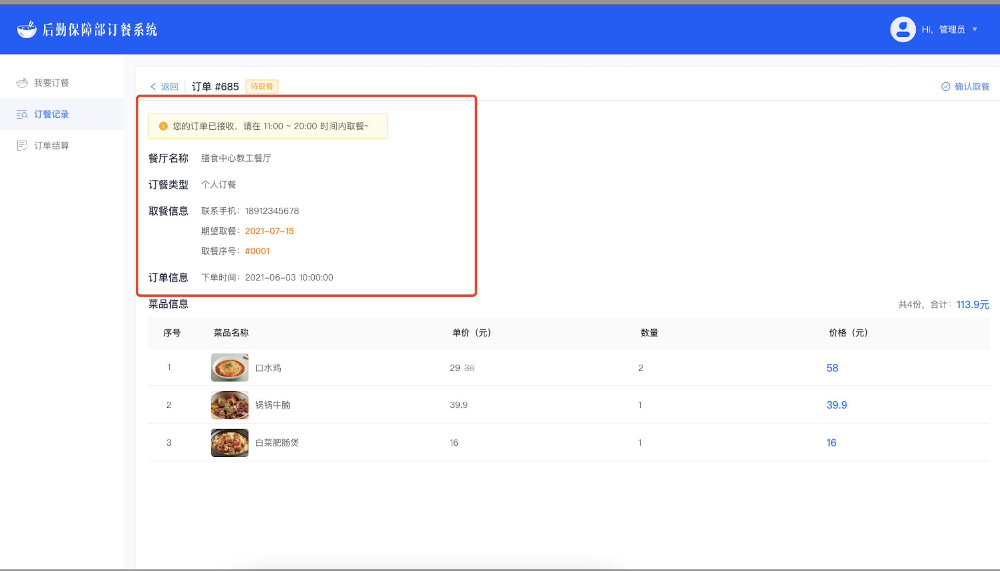 后勤保障部订餐系统
Hi, 管理员
我要订餐
订餐记录
订单结算
返回 订单 #685 待取餐 确认取餐
您的订单已接收，请在 11:00 ~ 20:00 时间内取餐~
餐厅名称 膳食中心教工餐厅
订餐类型 个人订餐
取餐信息 联系手机：18912345678
期望取餐：2021-07-15
取餐序号：#0001
订单信息 下单时间：2021-06-03 10:00:00
菜品信息 共4份，合计：113.9元
序号 菜品名称 单价（元） 数量 价格（元）
1 口水鸡 29 36 2 58
2 锅锅牛腩 39.9 1 39.9
3 白菜肥肠煲 16 1 16